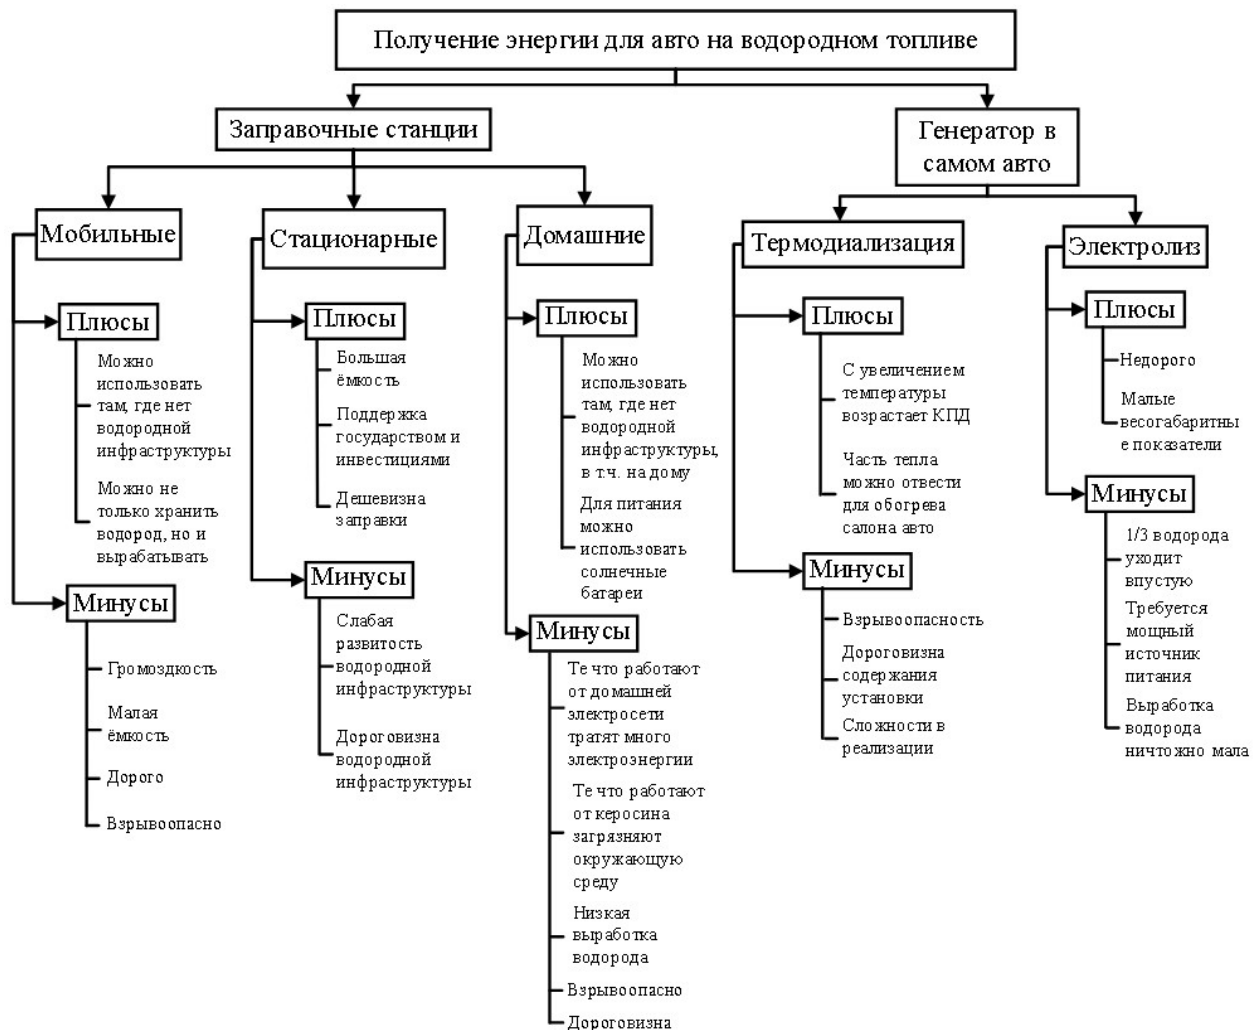 Получение энергии для авто на водородном топливе
Заправочные станции
Генератор в
самом авто
Мобильные
Стационарные
Домашние
Термодиализация
Электролиз
Плюсы
Можно
использовать
там, где нет
водородной
инфраструктуры
Можно не
только хранить
водород, но и
вырабатывать
Минусы
Громоздкость
Малая
ёмкость
Дорого
Взрывоопасно
Плюсы
Большая
ёмкость
Поддержка
государством и
инвестициями
Дешевизна
заправки
Минусы
Слабая
развитость
водородной
инфраструктуры
Дороговизна
водородной
инфраструктуры
Плюсы
Можно
использовать
там, где нет
водородной
инфраструктуры,
в т.ч. на дому
Для питания
можно
использовать
солнечные
батареи
Минусы
Те что работают
от домашней
электросети
тратят много
электроэнергии
Те что работают
от керосина
загрязняют
окружающую
среду
Низкая
выработка
водорода
Взрывоопасно
Дороговизна
Плюсы
С увеличением
температуры
возрастает КПД
Часть тепла
можно отвести
для обогрева
салона авто
Минусы
Взрывоопасность
Дороговизна
содержания
установки
Сложности в
реализации
Плюсы
Недорого
Малые
весогабаритны
е показатели
Минусы
1/3 водорода
уходит
впустую
Требуется
мощный
источник
питания
Выработка
водорода
ничтожно мала